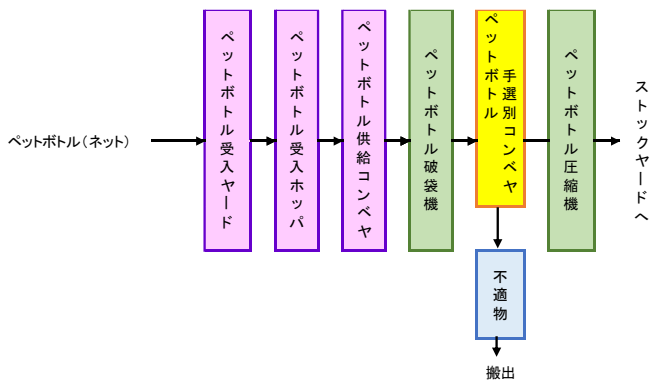 ペットボトル（ネット）
ペットボトル受入ヤード
ペットボトル受入ホッパ
ペットボトル供給コンベヤ
ペットボトル破袋機
ペットボトル
手選別コンベヤ
ペットボトル圧縮機
ストックヤードへ
不適物
搬出